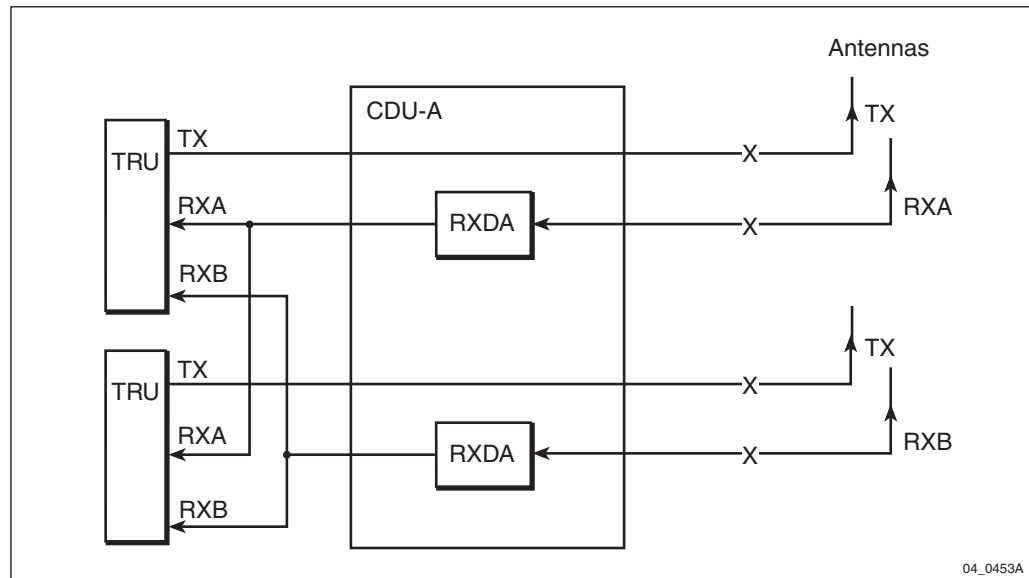 Antennas
CDU-A
TX
TX
TRU
RXA
RXDA
X
X
RXA
RXB
TX
TX
TRU
X
RXA
RXDA
X
RXB
RXB
04_0453A